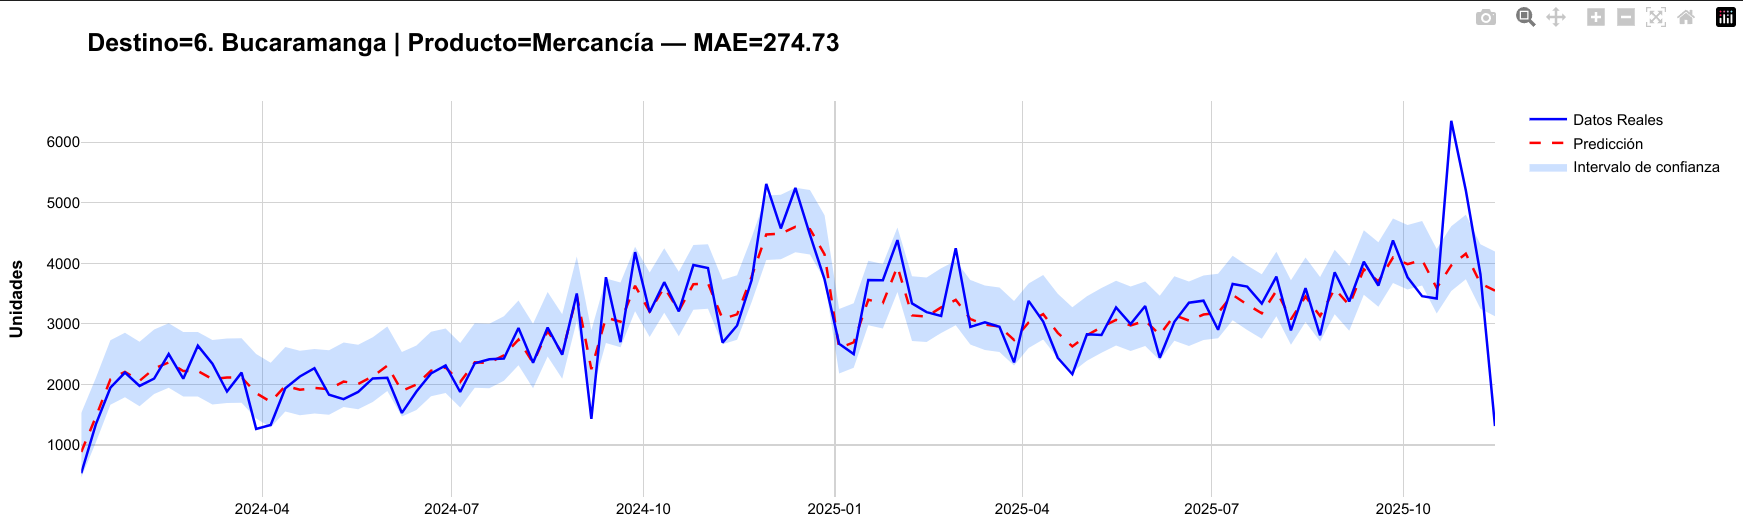 Destino=6. Bucaramanga | Producto=Mercancía — MAE=274.73
Unidades
6000
5000
4000
3000
2000
1000
2024-04
2024-07
2024-10
2025-01
2025-04
2025-07
2025-10
Datos Reales
Predicción
Intervalo de confianza